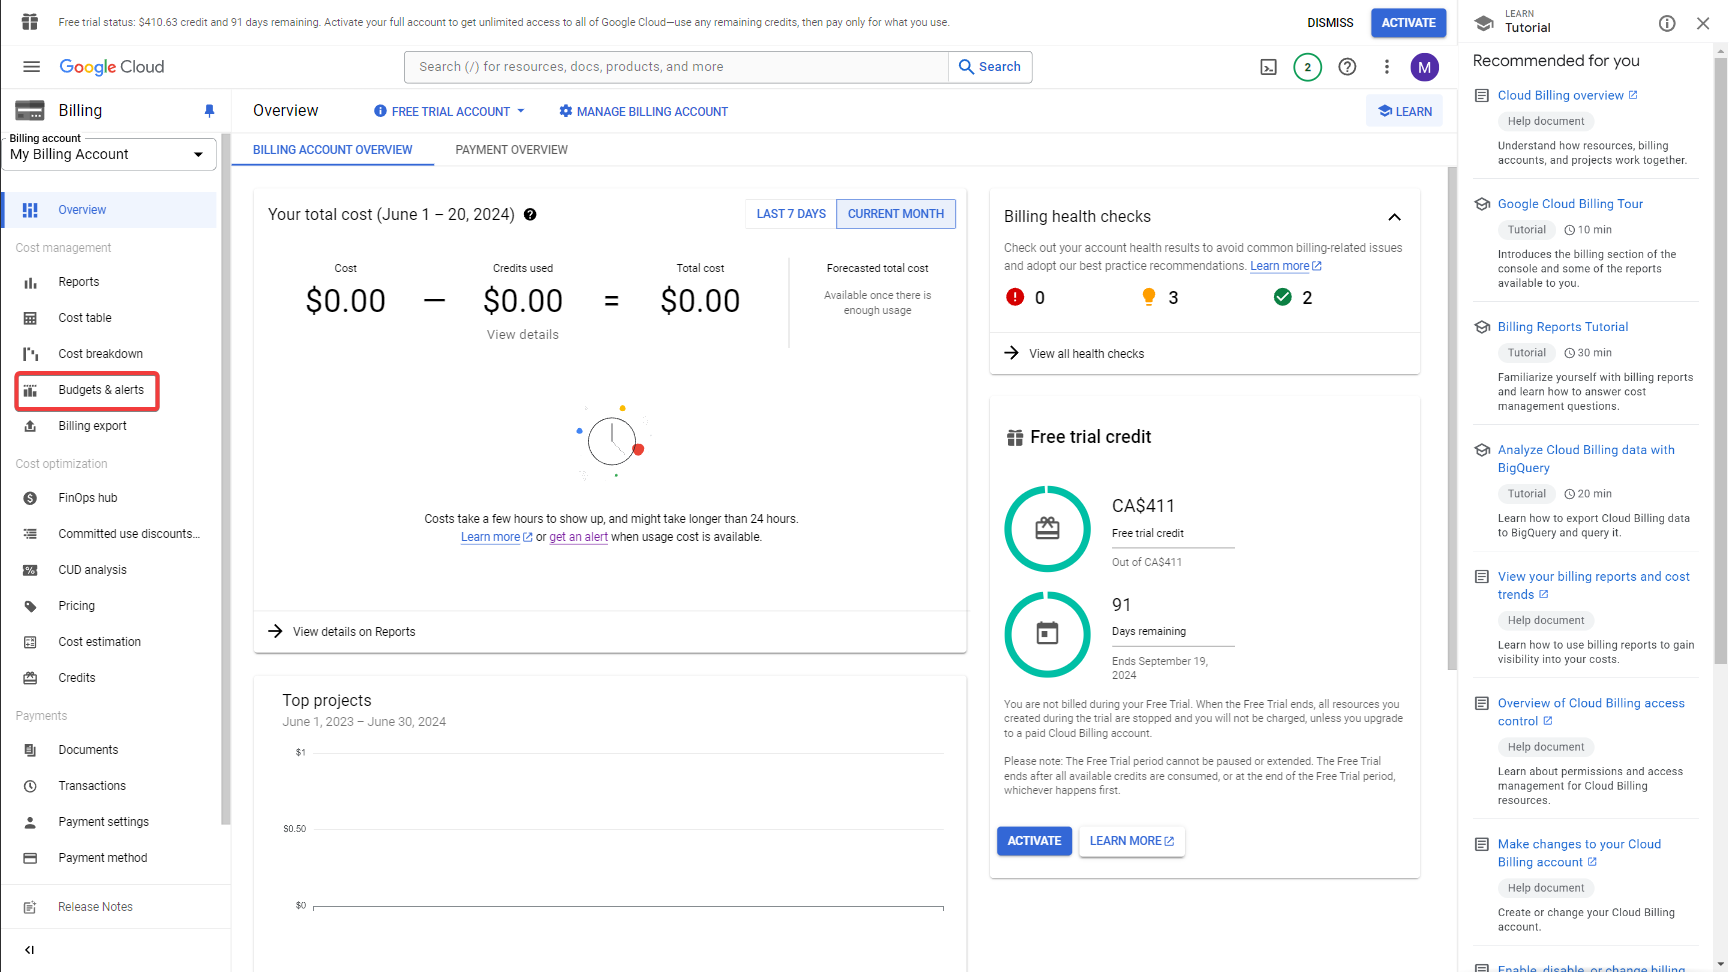 Free trial status: $410.63 credit and 91 days remaining. Activate your full account to get unlimited access to all of Google Cloud—use any remaining credits, then pay only for what you use.
DISMISS
ACTIVATE
Google Cloud
Search (/) for resources, docs, products, and more
Search
2
M
Billing
Billing account
My Billing Account
Overview
Cost management
Reports
Cost table
Cost breakdown
Budgets & alerts
Billing export
Cost optimization
FinOps hub
Committed use discounts...
CUD analysis
Pricing
Cost estimation
Credits
Payments
Documents
Transactions
Payment settings
Payment method
Release Notes
Overview
FREE TRIAL ACCOUNT
MANAGE BILLING ACCOUNT
LEARN
BILLING ACCOUNT OVERVIEW
PAYMENT OVERVIEW
Your total cost (June 1 – 20, 2024)
LAST 7 DAYS
CURRENT MONTH
Cost
$0.00
—
Credits used
$0.00
View details
=
Total cost
$0.00
Forecasted total cost
Available once there is
enough usage
Costs take a few hours to show up, and might take longer than 24 hours.
Learn more or get an alert when usage cost is available.
View details on Reports
Top projects
June 1, 2023 – June 30, 2024
$1
$0.50
$0
Billing health checks
Check out your account health results to avoid common billing-related issues
and adopt our best practice recommendations. Learn more
0
3
2
View all health checks
Free trial credit
CA$411
Free trial credit
Out of CA$411
91
Days remaining
Ends September 19,
2024
You are not billed during your Free Trial. When the Free Trial ends, all resources you
created during the trial are stopped and you will not be charged, unless you upgrade
to a paid Cloud Billing account.
Please note: The Free Trial period cannot be paused or extended. The Free Trial
ends after all available credits are consumed, or at the end of the Free Trial period,
whichever happens first.
ACTIVATE
LEARN MORE
LEARN
Tutorial
Recommended for you
Cloud Billing overview
Help document
Understand how resources, billing
accounts, and projects work together.
Google Cloud Billing Tour
Tutorial
10 min
Introduces the billing section of the
console and some of the reports
available to you.
Billing Reports Tutorial
Tutorial
30 min
Familiarize yourself with billing reports
and learn how to answer cost
management questions.
Analyze Cloud Billing data with
BigQuery
Tutorial
20 min
Learn how to export Cloud Billing data
to BigQuery and query it.
View your billing reports and cost
trends
Help document
Learn how to use billing reports to gain
visibility into your costs.
Overview of Cloud Billing access
control
Help document
Learn about permissions and access
management for Cloud Billing
resources.
Make changes to your Cloud
Billing account
Help document
Create or change your Cloud Billing
account.
Enable, disable, or change billing